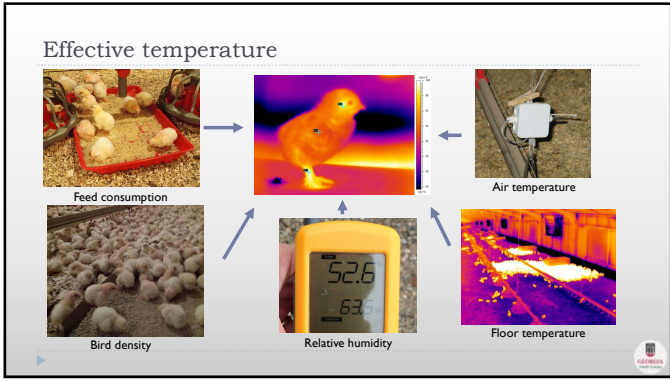 Effective temperature
Feed consumption
Air temperature
52.6
63.5
Bird density
Relative humidity
Floor temperature
GEORGIA